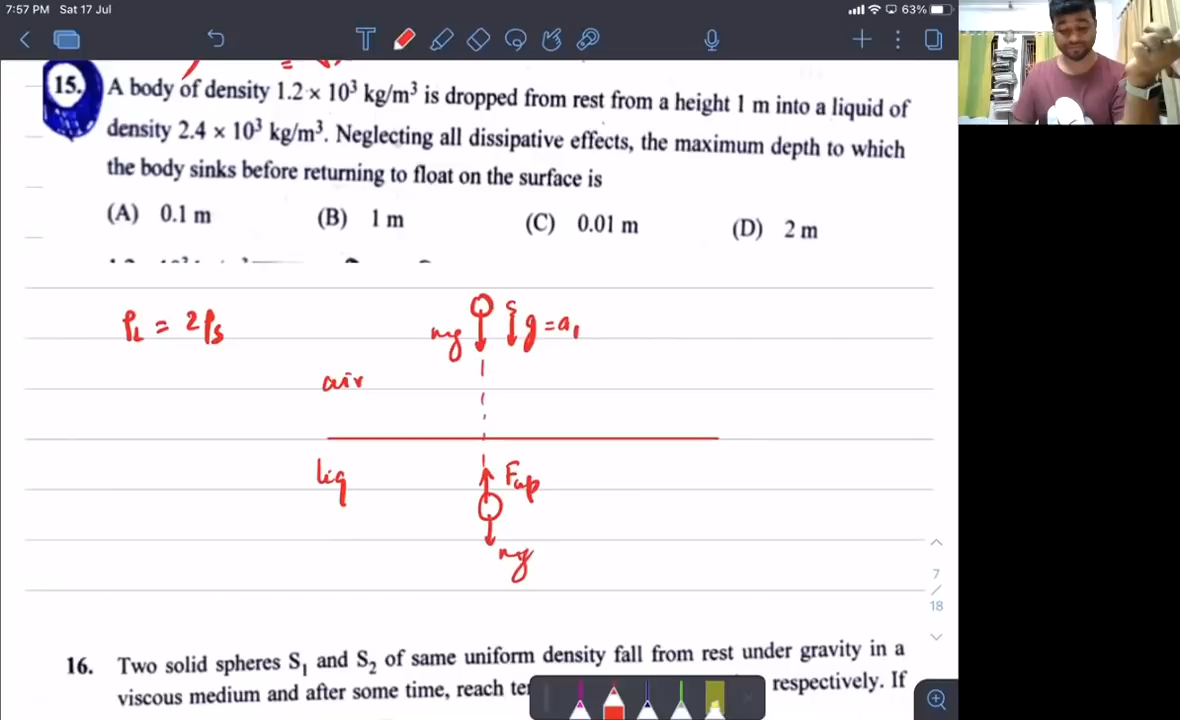 7:57 PM Sat 17 Jul
63%
15. A body of density 1.2 × 10³ kg/m³ is dropped from rest from a height 1 m into a liquid of
density 2.4 × 10³ kg/m³. Neglecting all dissipative effects, the maximum depth to which
the body sinks before returning to float on the surface is
(A) 0.1 m (B) 1 m (C) 0.01 m (D) 2 m
ρL = 2ρs
mg g = a₁
air
liq Fup
mg
7
/
18
16. Two solid spheres S₁ and S₂ of same uniform density fall from rest under gravity in a
viscous medium and after some time, reach respectively. If